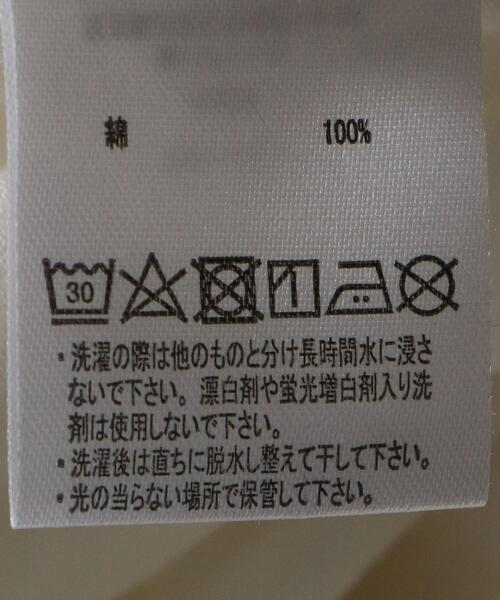 綿 100%
30
・洗濯の際は他のものと分け長時間水に浸さ
ないで下さい。漂白剤や蛍光増白剤入り洗
剤は使用しないで下さい。
・洗濯後は直ちに脱水し整えて干して下さい。
・光の当らない場所で保管して下さい。